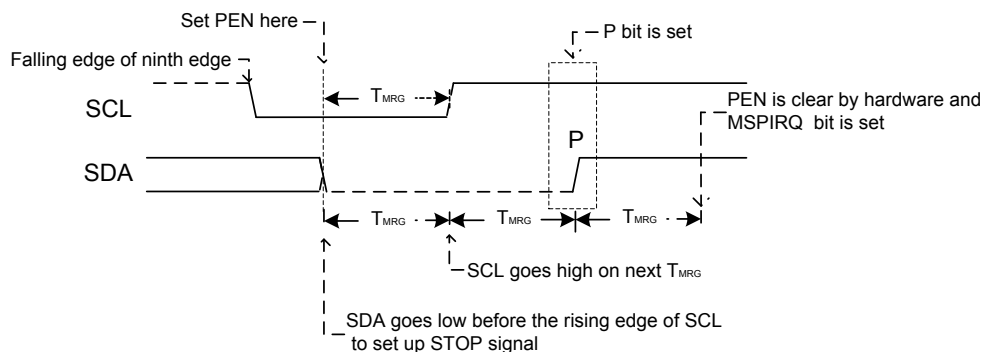 Set PEN here
P bit is set
Falling edge of ninth edge
SCL
TMRG
PEN is clear by hardware and
MSPIRQ bit is set
P
SDA
TMRG TMRG TMRG
SCL goes high on next TMRG
SDA goes low before the rising edge of SCL
to set up STOP signal